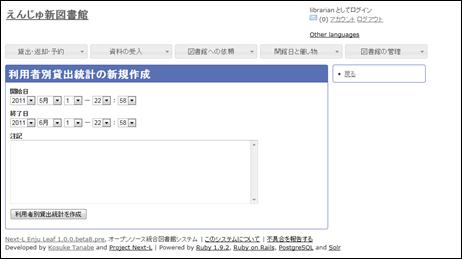 えんじゅ新図書館
librarian としてログイン
(0) アカウント ログアウト
Other languages
貸出・返却・予約
資料の受入
図書館への依頼
開館日と催し物
図書館の管理
利用者別貸出統計の新規作成
戻る
開始日
2011 5月 1 — 22 : 58
終了日
2011 6月 1 — 22 : 58
注記
利用者別貸出統計を作成
Next-L Enju Leaf 1.0.0.beta8.pre, オープンソース統合図書館システム | このシステムについて | 不具合を報告する
Developed by Kosuke Tanabe and Project Next-L | Powered by Ruby 1.9.2, Ruby on Rails, PostgreSQL and Solr